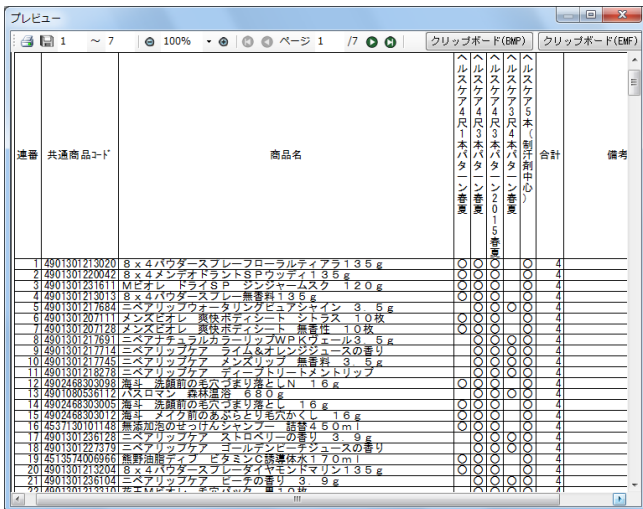 プレビュー
1 ～ 7 100% ページ 1 /7 クリップボード(BMP) クリップボード(EMF)
連番 共通商品ｺｰﾄﾞ 商品名 ヘルスケア4尺1本パターン春夏 ヘルスケア4尺3本パターン春夏 ヘルスケア4尺3本パターン2015春夏 ヘルスケア3尺4本パターン春夏 ヘルスケア5本(制汗剤中心) 合計 備考
1 4901301213020 8x4パウダースプレーフローラルティアラ135g ○ ○ ○ ○ 4
2 4901301220042 8x4メンデオドラントSPウッディ135g ○ ○ ○ ○ 4
3 4901301231611 Mビオレ ドライSP ジンジャームスク 120g ○ ○ ○ ○ 4
4 4901301213013 8x4パウダースプレー無香料135g ○ ○ ○ ○ 4
5 4901301217684 ニベアリップウォータリングピュアシャイン 3.5g ○ ○ ○ ○ 4
6 4901301207111 メンズビオレ 爽快ボディシート シトラス 10枚 ○ ○ ○ ○ 4
7 4901301207128 メンズビオレ 爽快ボディシート 無香性 10枚 ○ ○ ○ ○ 4
8 4901301217691 ニベアナチュラルカラーリップWPKヴェール3.5g ○ ○ ○ ○ 4
9 4901301217714 ニベアリップケア ライム&オレンジジュースの香り ○ ○ ○ ○ 4
10 4901301217745 ニベアリップケア メンズリップ 無香料 3.5g ○ ○ ○ ○ 4
11 4901301218278 ニベアリップケア ディープトリートメントリップ ○ ○ ○ ○ 4
12 4902468303098 海斗 洗顔前の毛穴づまり落としN 16g ○ ○ ○ ○ 4
13 4901080536112 バスロマン 森林温浴 680g ○ ○ ○ ○ 4
14 4902468303005 海斗 洗顔前の毛穴づまり落とし 16g ○ ○ ○ ○ 4
15 4902468303012 海斗 メイク前のあぶらとり毛穴かくし 16g ○ ○ ○ ○ 4
16 4537130101148 無添加泡のせっけんシャンプー 詰替450ml ○ ○ ○ ○ 4
17 4901301236128 ニベアリップケア ストロベリーの香り 3.9g ○ ○ ○ ○ 4
18 4901301227379 ニベアリップケア ゴールデンピーチジュースの香り ○ ○ ○ ○ 4
19 4513574006966 熊野油脂ディブ ビタミンC誘導体水170ml ○ ○ ○ ○ 4
20 4901301213204 8x4パウダースプレーダイヤモンドマリン135g ○ ○ ○ ○ 4
21 4901301236104 ニベアリップケア ピーチの香り 3.9g ○ ○ ○ ○ 4
22 4901301213310 花王Mビオレ 毛穴パック 黒10枚 ○ ○ ○ ○ 4